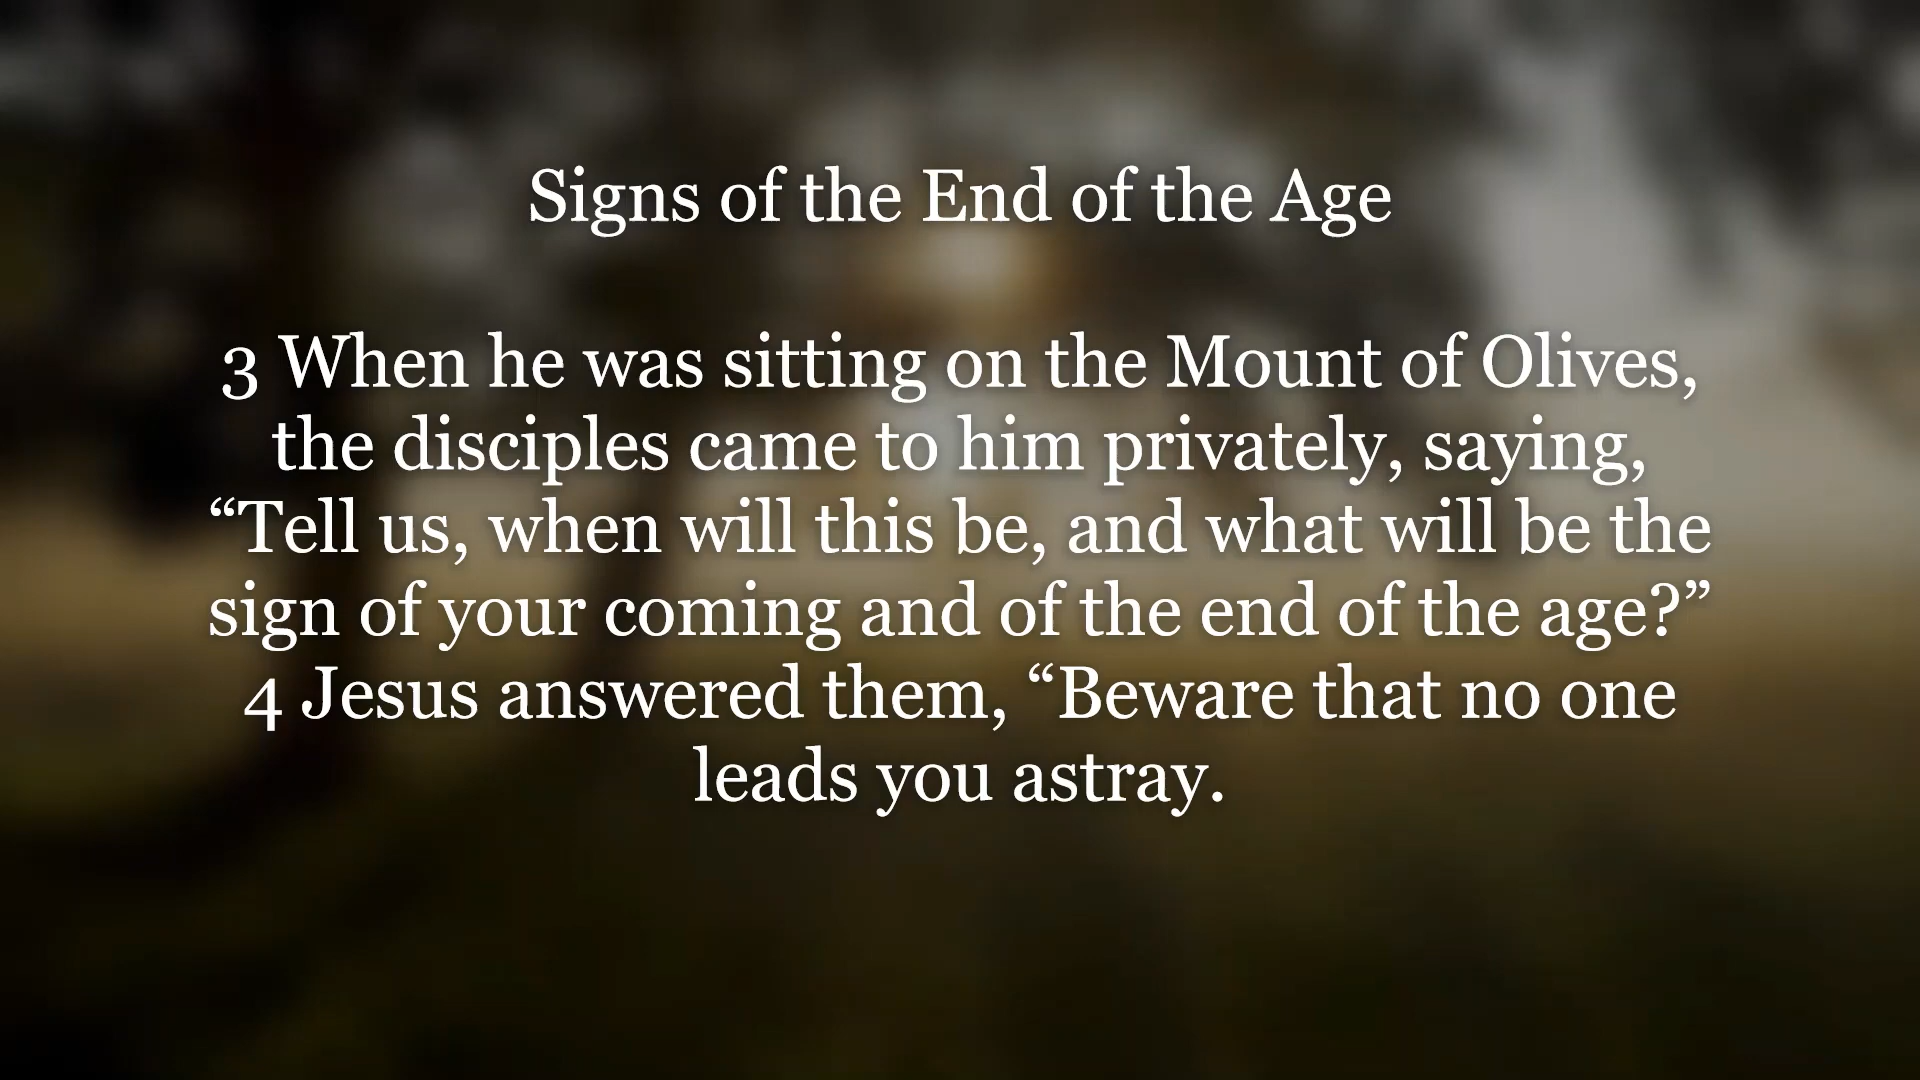 Signs of the End of the Age
3 When he was sitting on the Mount of Olives,
the disciples came to him privately, saying,
“Tell us, when will this be, and what will be the
sign of your coming and of the end of the age?”
4 Jesus answered them, “Beware that no one
leads you astray.